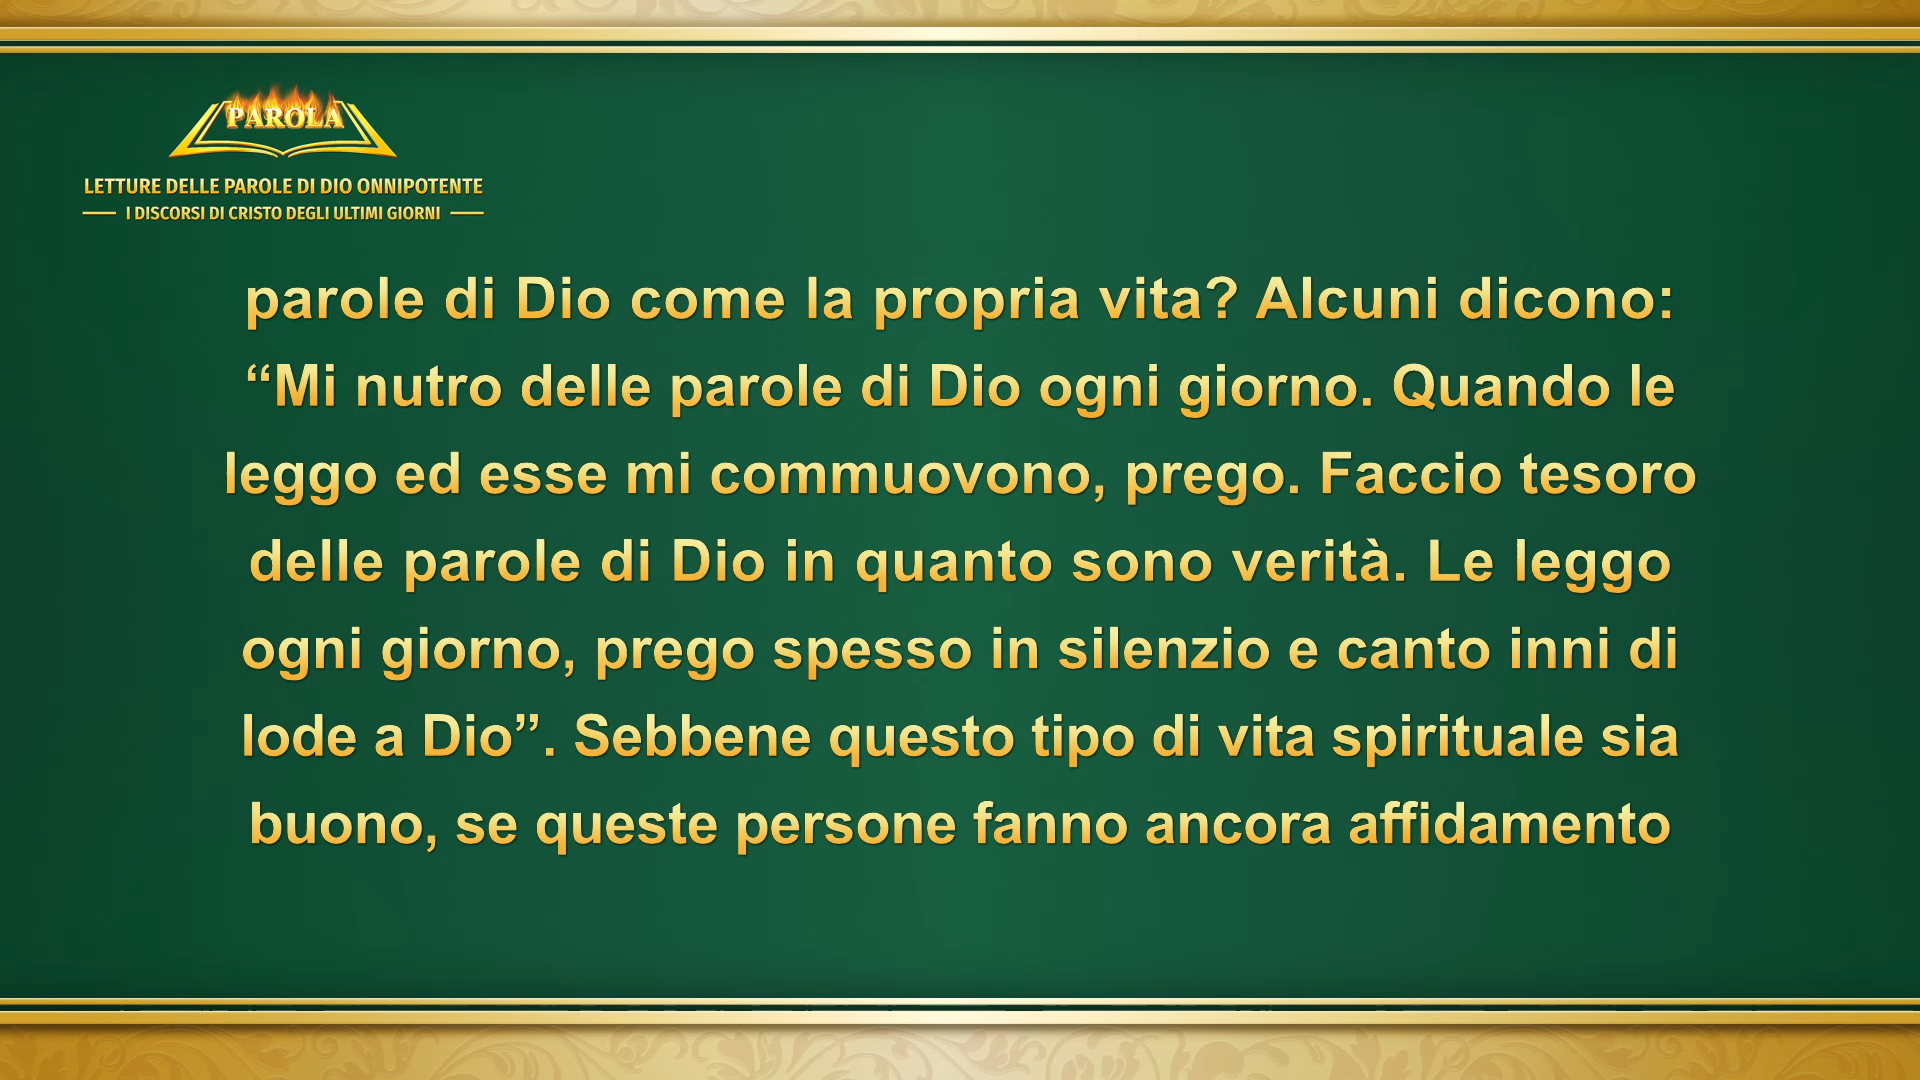 PAROLA
LETTURE DELLE PAROLE DI DIO ONNIPOTENTE
I DISCORSI DI CRISTO DEGLI ULTIMI GIORNI
parole di Dio come la propria vita? Alcuni dicono:
“Mi nutro delle parole di Dio ogni giorno. Quando le
leggo ed esse mi commuovono, prego. Faccio tesoro
delle parole di Dio in quanto sono verità. Le leggo
ogni giorno, prego spesso in silenzio e canto inni di
lode a Dio”. Sebbene questo tipo di vita spirituale sia
buono, se queste persone fanno ancora affidamento